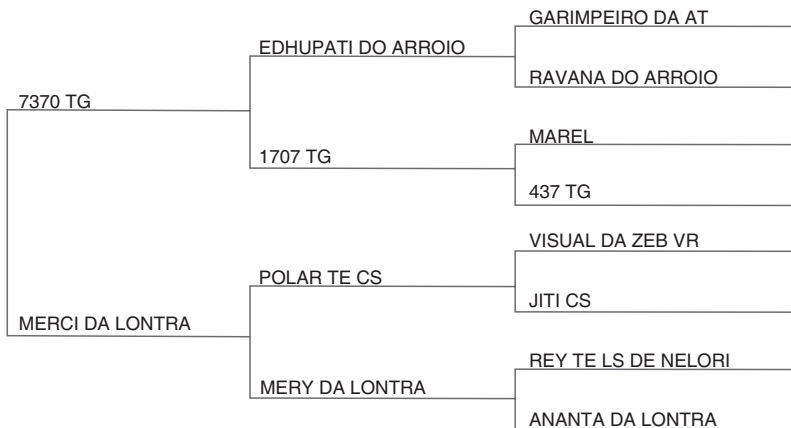 GARIMPEIRO DA AT
EDHUPATI DO ARROIO
RAVANA DO ARROIO
7370 TG
MAREL
1707 TG
437 TG
VISUAL DA ZEB VR
POLAR TE CS
JITI CS
MERCI DA LONTRA
REY TE LS DE NELORI
MERY DA LONTRA
ANANTA DA LONTRA